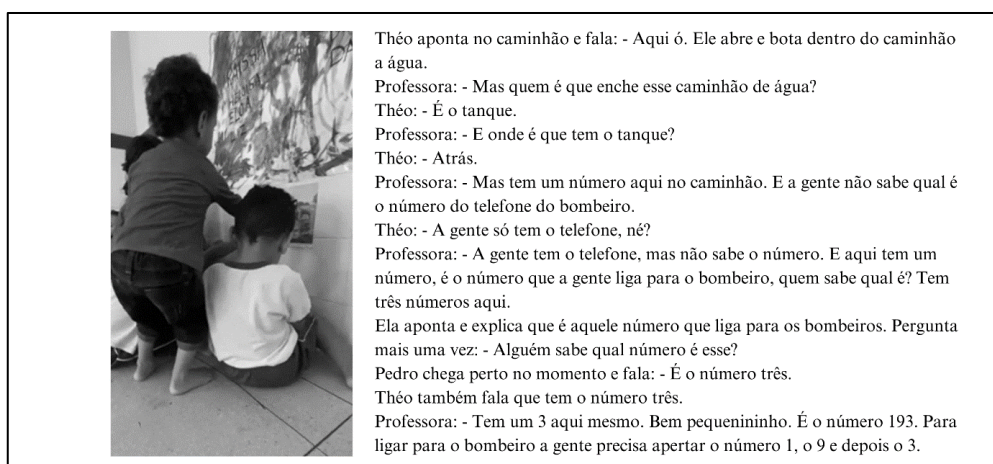 Théo aponta no caminhão e fala: - Aqui ó. Ele abre e bota dentro do caminhão
a água.
Professora: - Mas quem é que enche esse caminhão de água?
Théo: - É o tanque.
Professora: - E onde é que tem o tanque?
Théo: - Atrás.
Professora: - Mas tem um número aqui no caminhão. E a gente não sabe qual é
o número do telefone do bombeiro.
Théo: - A gente só tem o telefone, né?
Professora: - A gente tem o telefone, mas não sabe o número. E aqui tem um
número, é o número que a gente liga para o bombeiro, quem sabe qual é? Tem
três números aqui.
Ela aponta e explica que é aquele número que liga para os bombeiros. Pergunta
mais uma vez: - Alguém sabe qual número é esse?
Pedro chega perto no momento e fala: - É o número três.
Théo também fala que tem o número três.
Professora: - Tem um 3 aqui mesmo. Bem pequenininho. É o número 193. Para
ligar para o bombeiro a gente precisa apertar o número 1, o 9 e depois o 3.